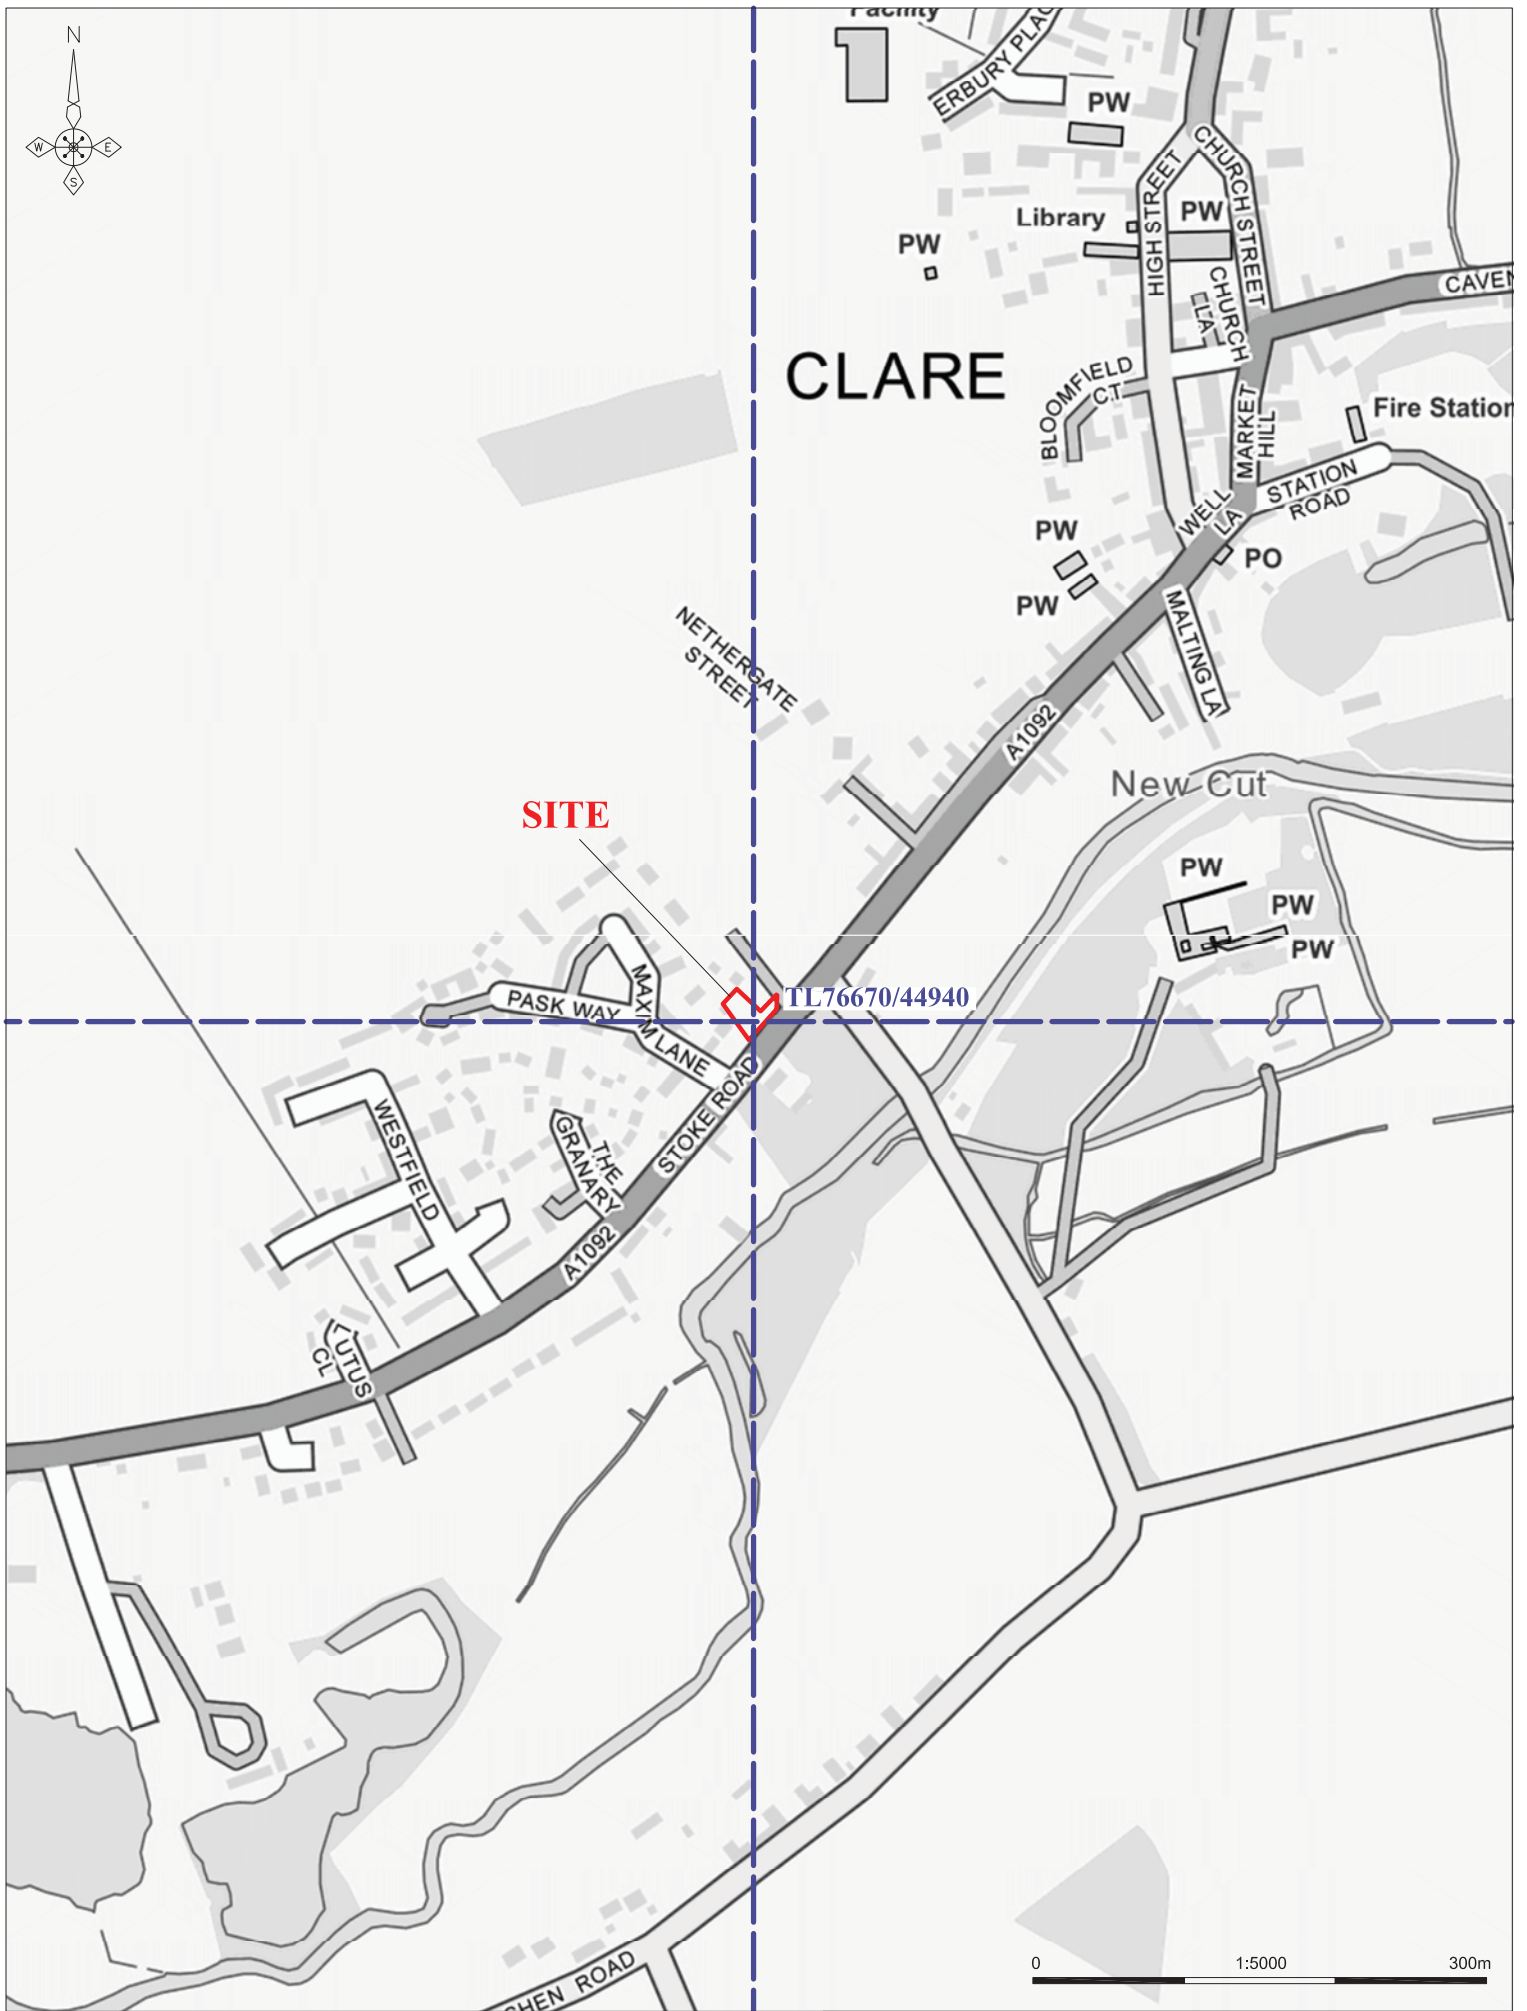 Facility
N
W
E
S
ERBURY PLAC
PW
CHURCH STREET
HIGH STREET
Library
PW
PW
CHURCH
LA
CAVEN
CLARE
BLOOMFIELD
CT
MARKET
HILL
Fire Station
STATION
ROAD
WELL
LA
PW
PO
PW
MALTING LA
NETHERGATE
STREET
A1092
New Cut
SITE
PW
PW
PW
MAXIM LANE
PASK WAY
TL76670/44940
STOKE ROAD
WESTFIELD
THE
GRANARY
A1092
LUTUS
CL
SHEN ROAD
0
1:5000
300m